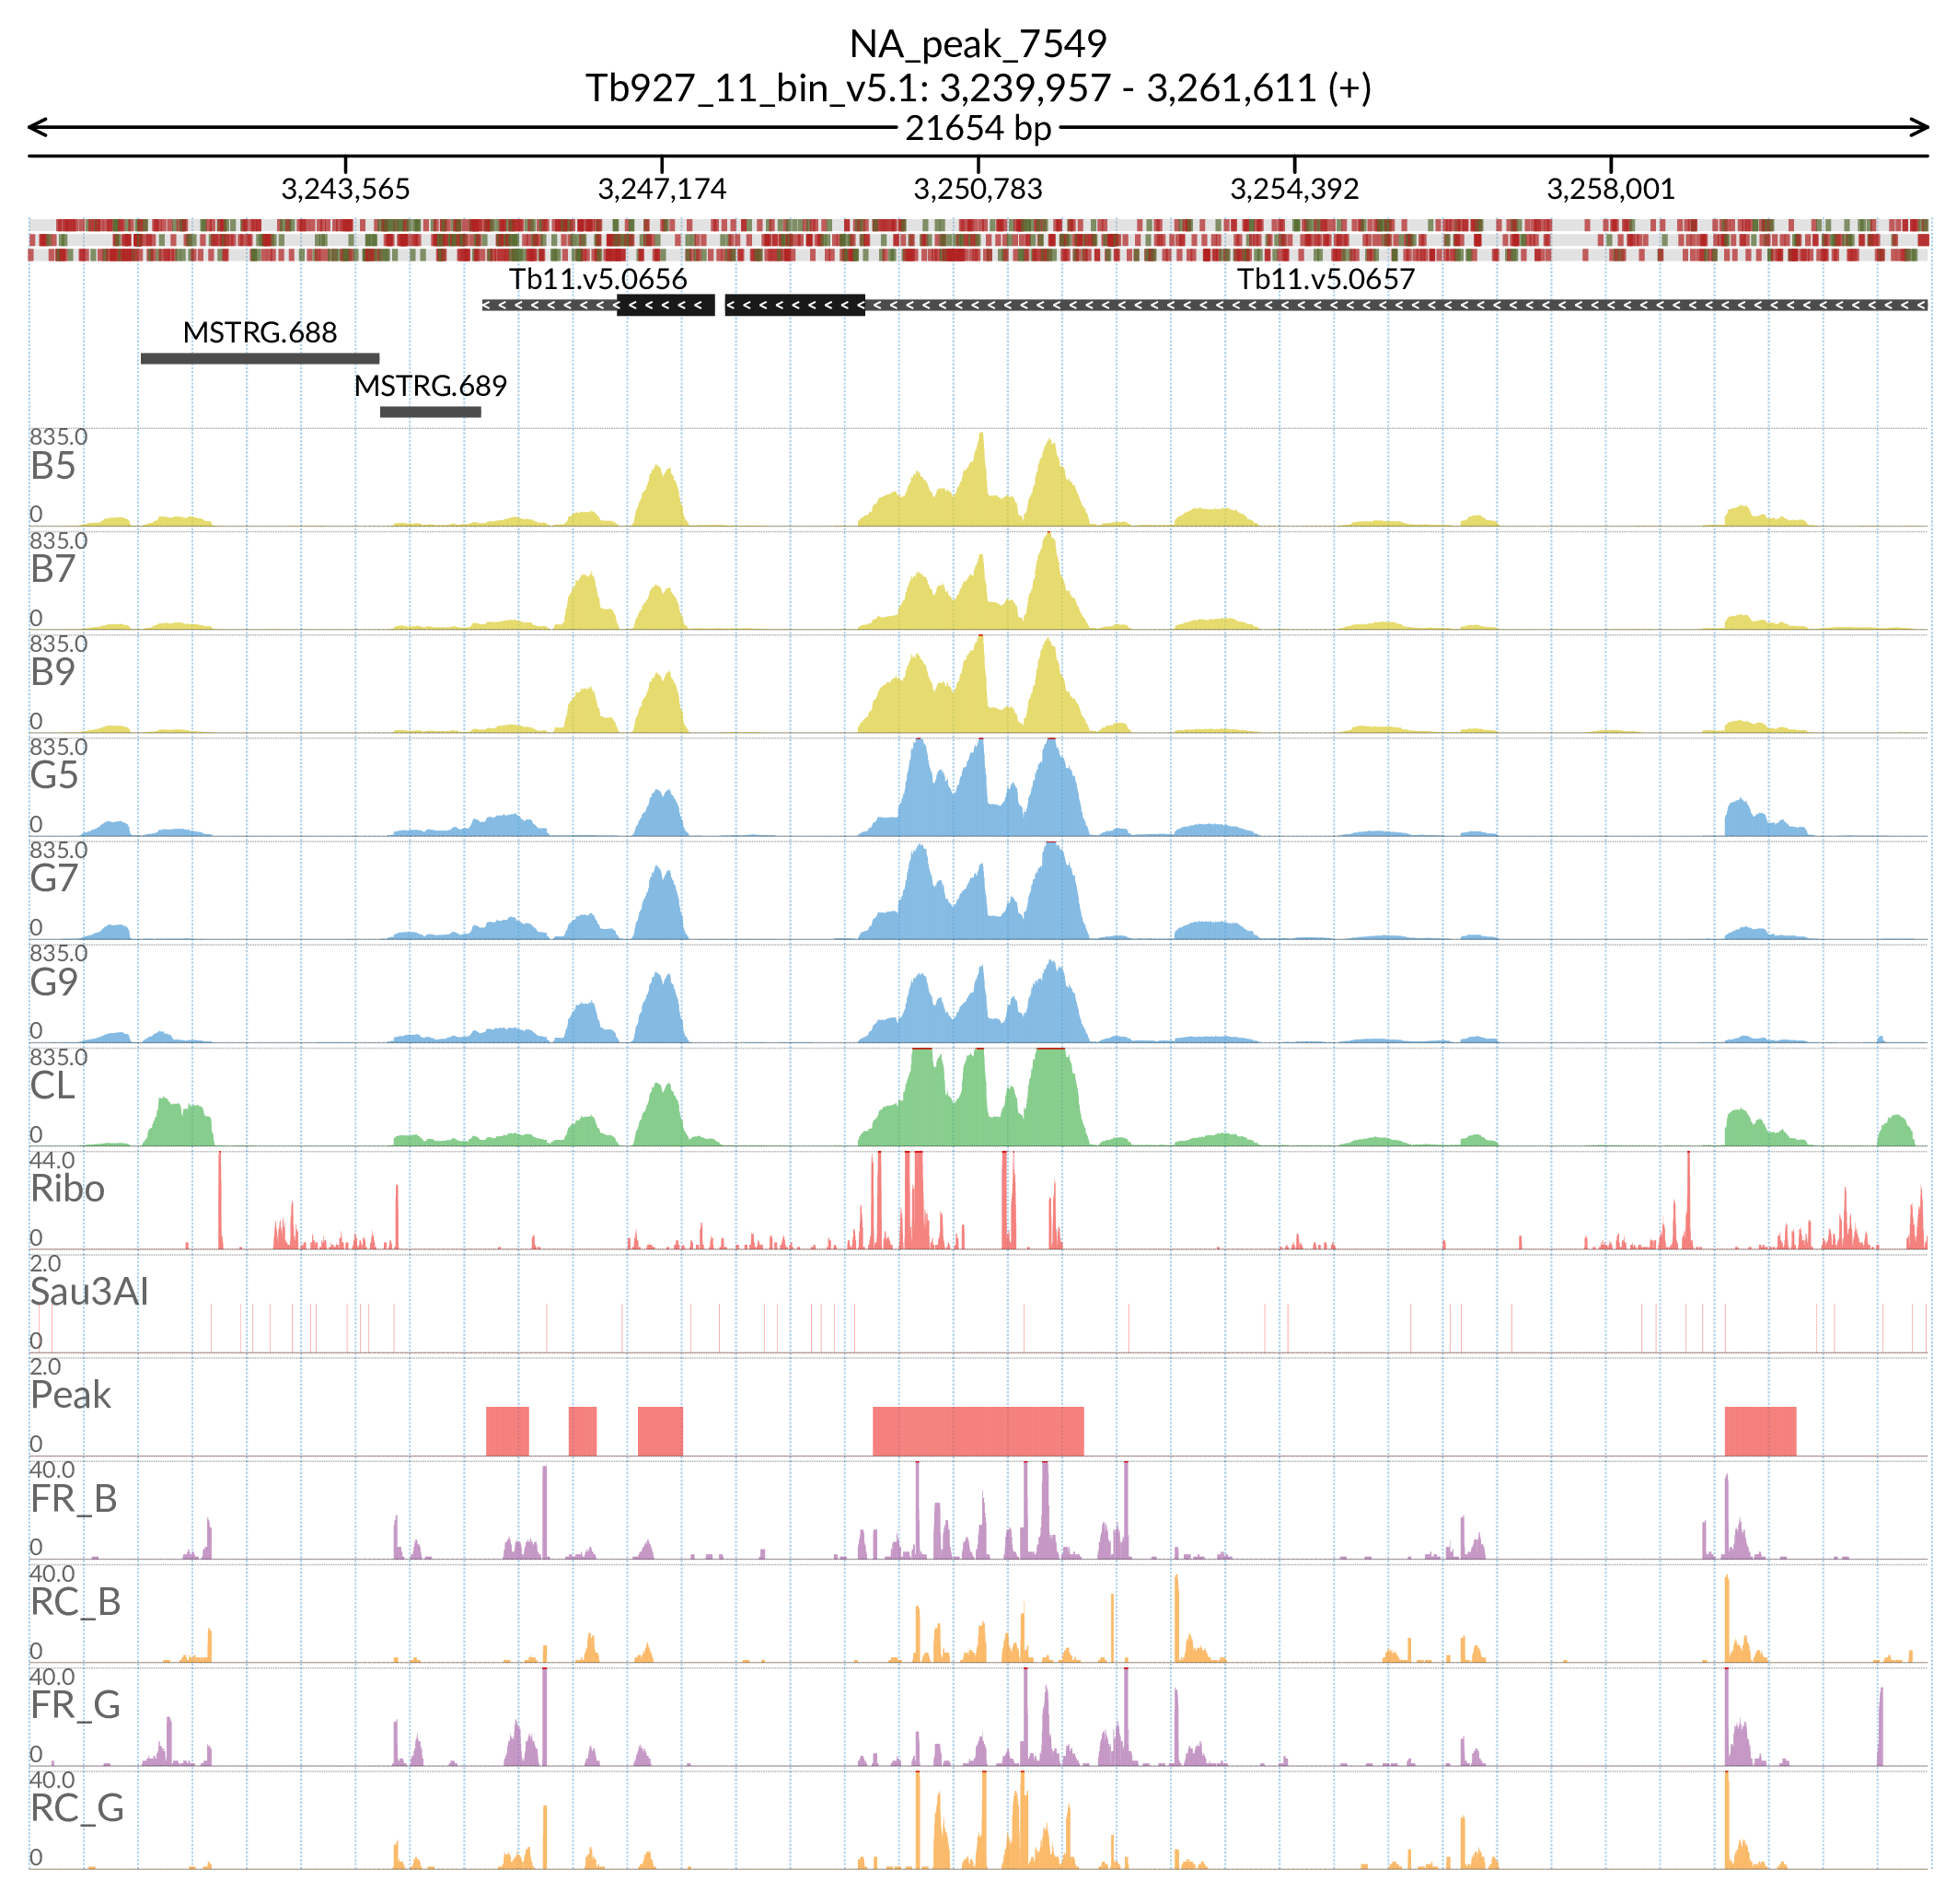 NA_peak_7549
Tb927_11_bin_v5.1: 3,239,957 - 3,261,611 (+)
21654 bp
3,243,565 3,247,174 3,250,783 3,254,392 3,258,001
Tb11.v5.0656 Tb11.v5.0657
MSTRG.688
MSTRG.689
835.0
B5
0
835.0
B7
0
835.0
B9
0
835.0
G5
0
835.0
G7
0
835.0
G9
0
835.0
CL
0
44.0
Ribo
0
2.0
Sau3AI
0
2.0
Peak
0
40.0
FR_B
0
40.0
RC_B
0
40.0
FR_G
0
40.0
RC_G
0